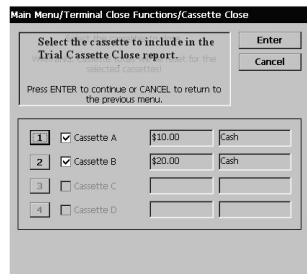 Main Menu/Terminal Close Functions/Cassette Close
Select the cassette to include in the
Trial Cassette Close report.
Press ENTER to continue or CANCEL to return to
the previous menu.
Enter
Cancel
1 Cassette A $10.00 Cash
2 Cassette B $20.00 Cash
3 Cassette C
4 Cassette D